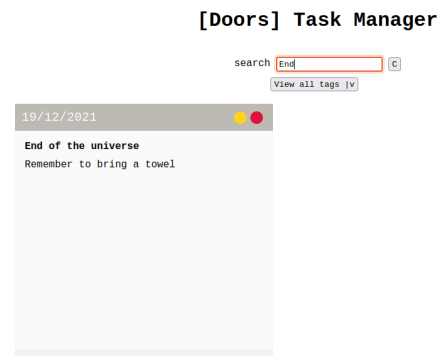 [Doors] Task Manager
search End C
View all tags |v
19/12/2021
End of the universe
Remember to bring a towel